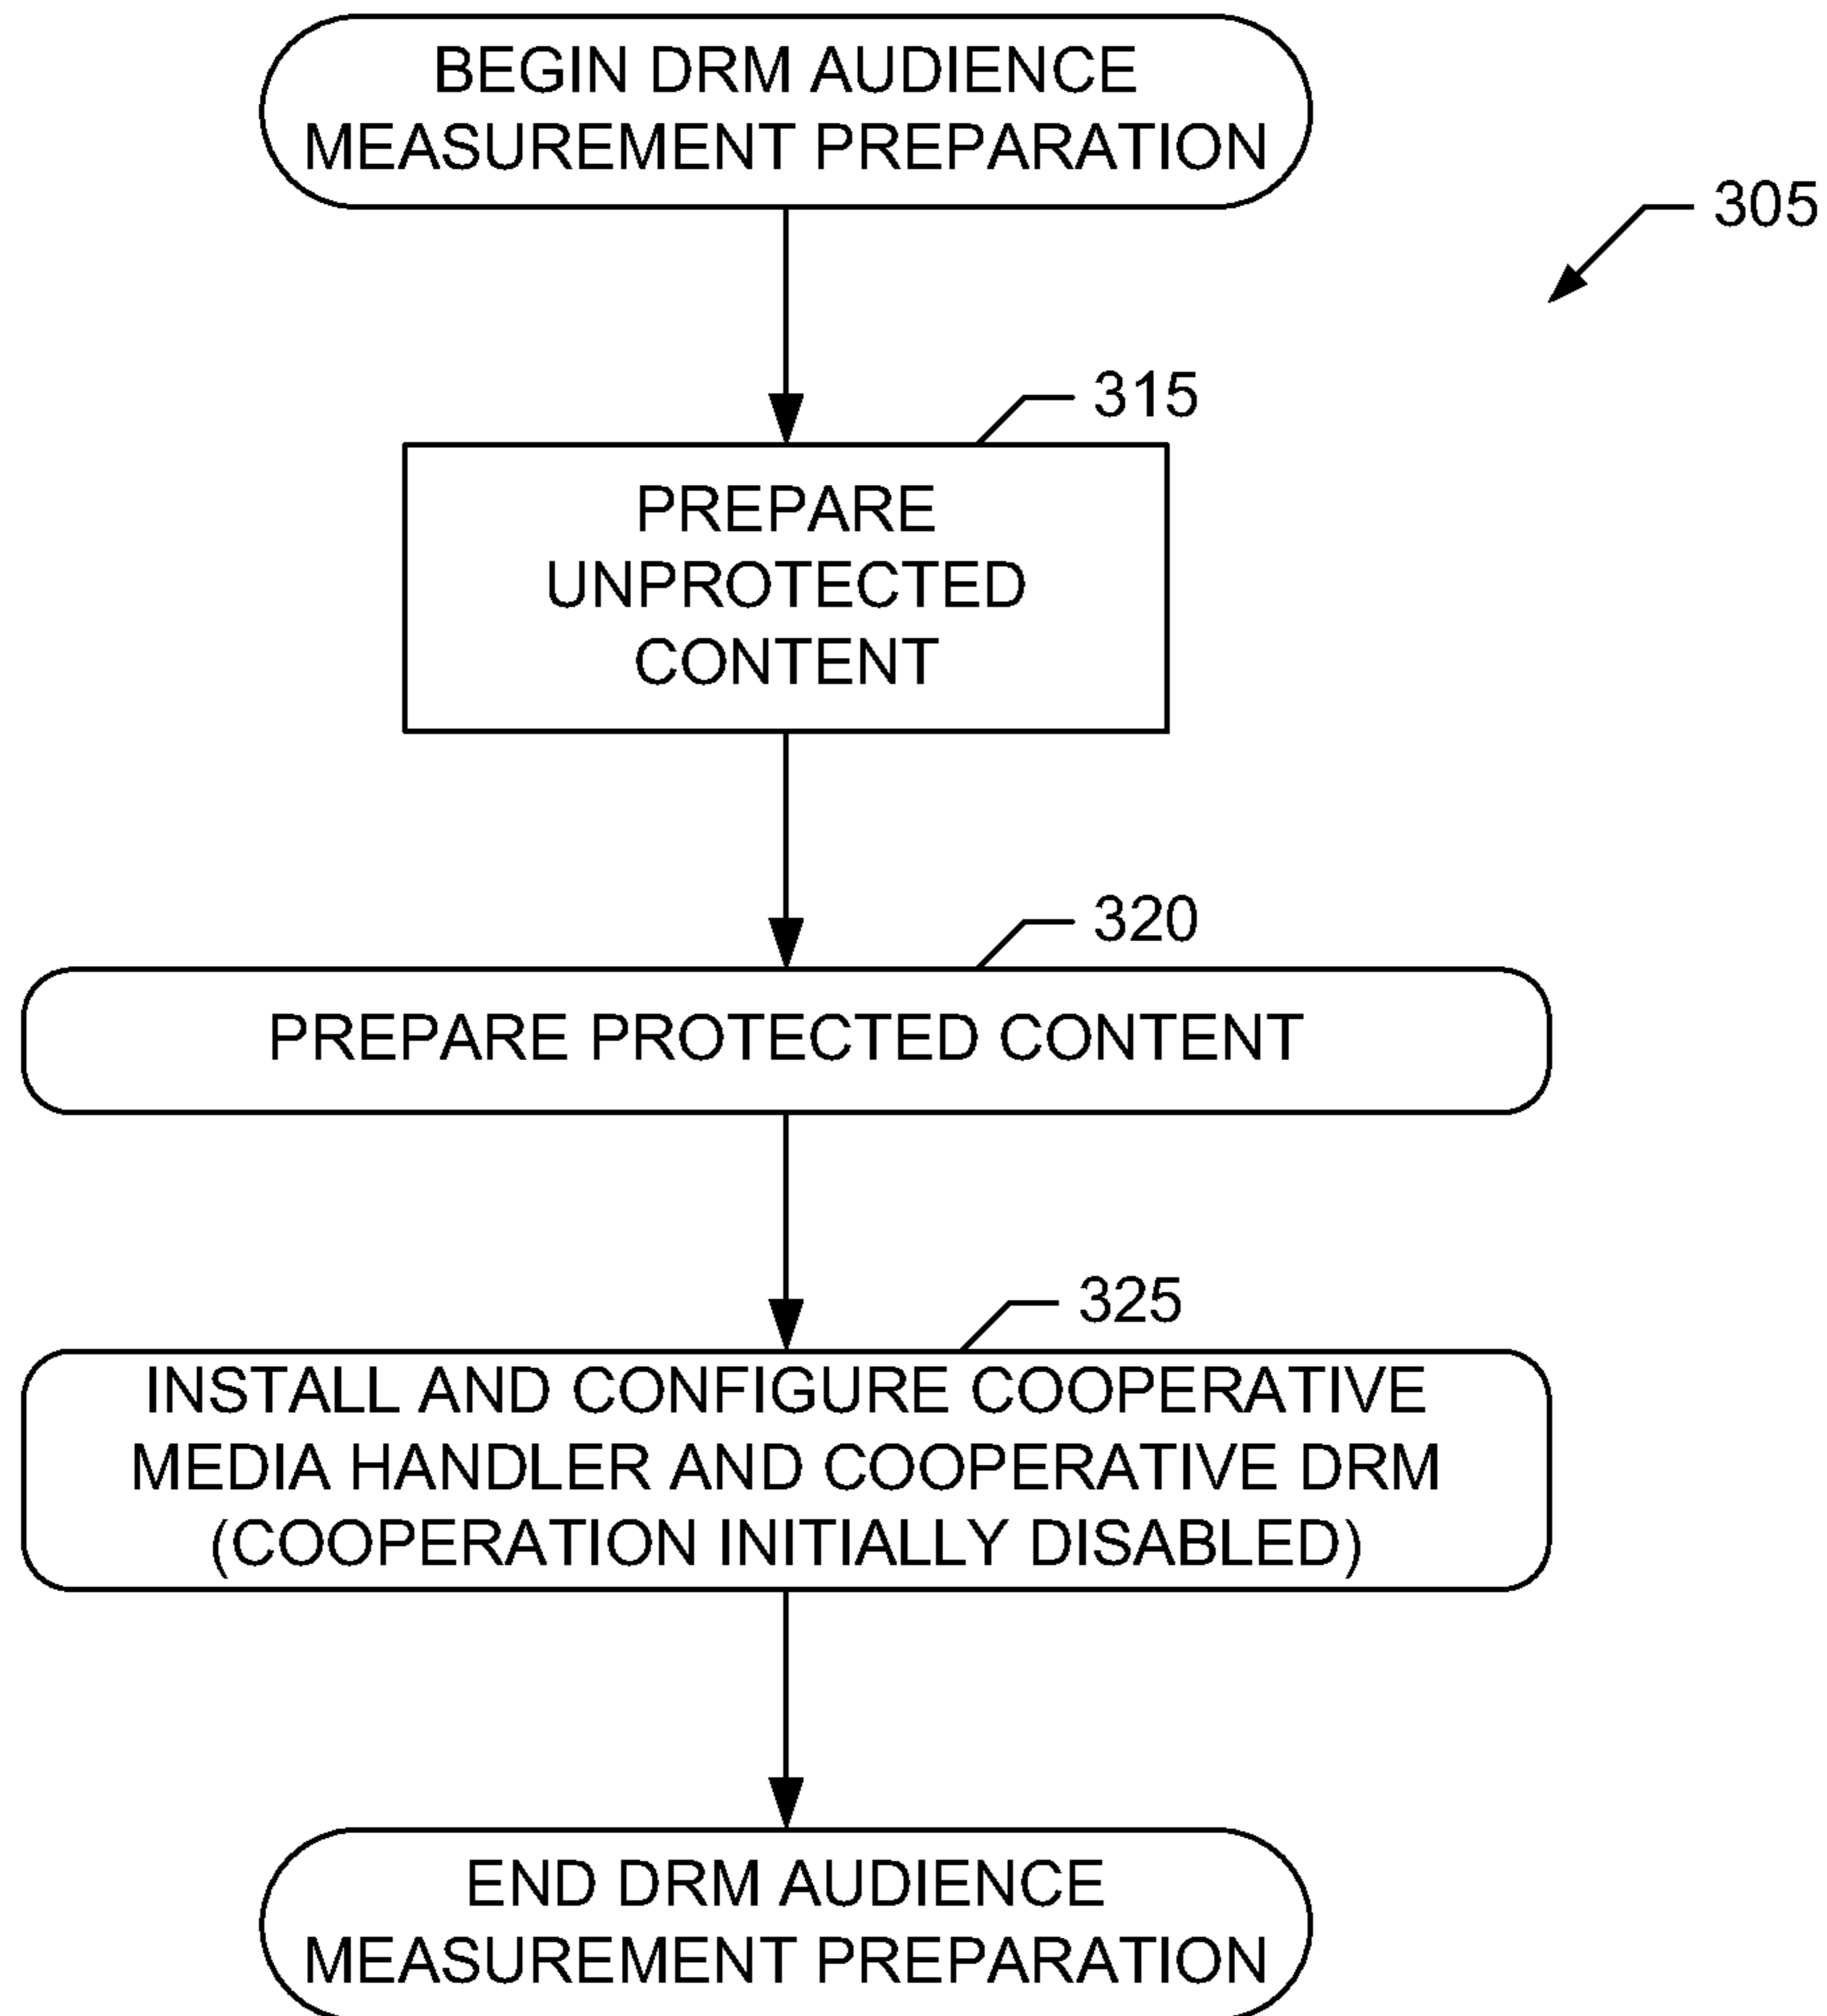 BEGIN DRM AUDIENCE
MEASUREMENT PREPARATION
305
315
PREPARE
UNPROTECTED
CONTENT
320
PREPARE PROTECTED CONTENT
325
INSTALL AND CONFIGURE COOPERATIVE
MEDIA HANDLER AND COOPERATIVE DRM
(COOPERATION INITIALLY DISABLED)
END DRM AUDIENCE
MEASUREMENT PREPARATION